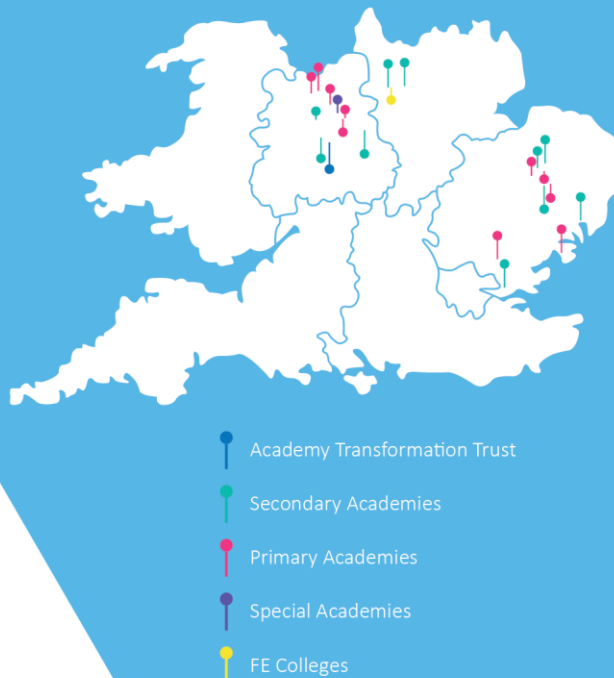 Academy Transformation Trust
Secondary Academies
Primary Academies
Special Academies
FE Colleges